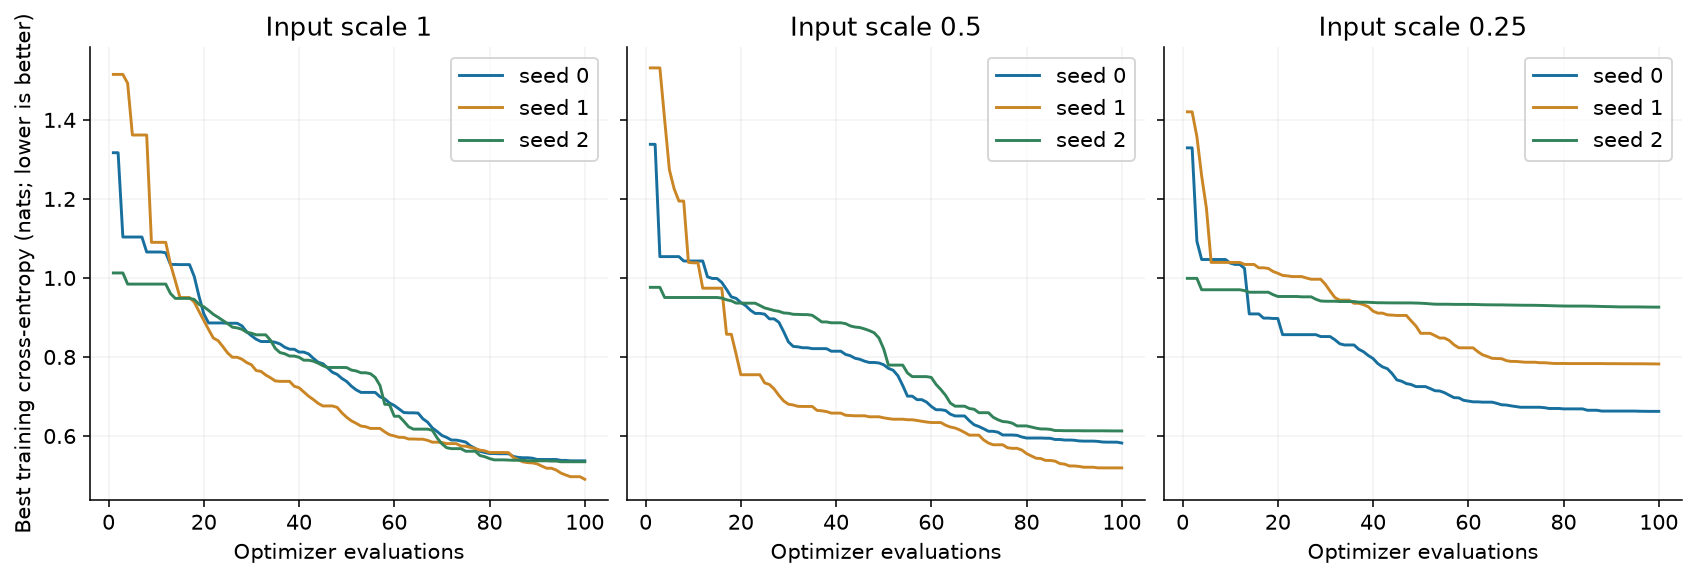 Best training cross-entropy (nats; lower is better)
Input scale 1
seed 0
seed 1
seed 2
1.4
1.2
1.0
0.8
0.6
0 20 40 60 80 100
Optimizer evaluations
Input scale 0.5
seed 0
seed 1
seed 2
0 20 40 60 80 100
Optimizer evaluations
Input scale 0.25
seed 0
seed 1
seed 2
0 20 40 60 80 100
Optimizer evaluations